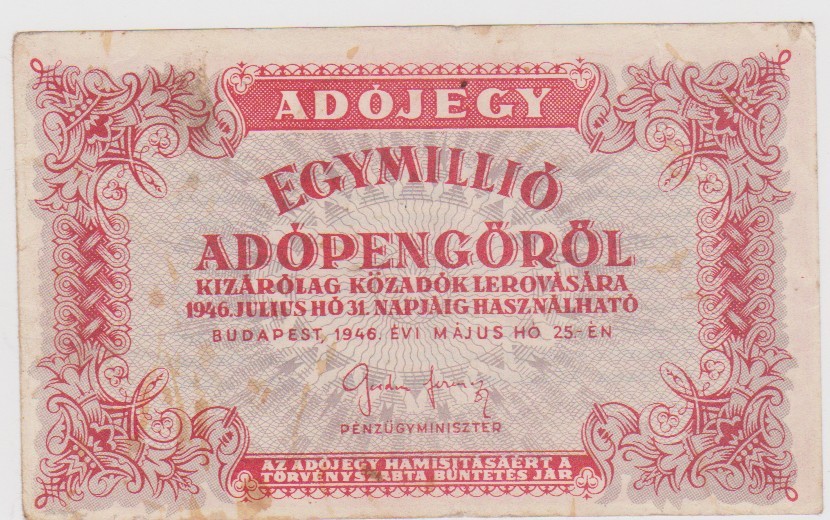 ADÓJEGY
EGYMILLIÓ
ADÓPENGŐRŐL
KIZÁRÓLAG KÖZADÓK LEROVÁSÁRA
1946. JULIUS HÓ 31. NAPJÁIG HASZNÁLHATÓ
BUDAPEST, 1946. ÉVI MÁJUS HÓ 25.-ÉN
PÉNZÜGYMINISZTER
AZ ADÓJEGY HAMISITÁSAÉRT A
TÖRVÉNYSZABTA BÜNTETÉS JÁR